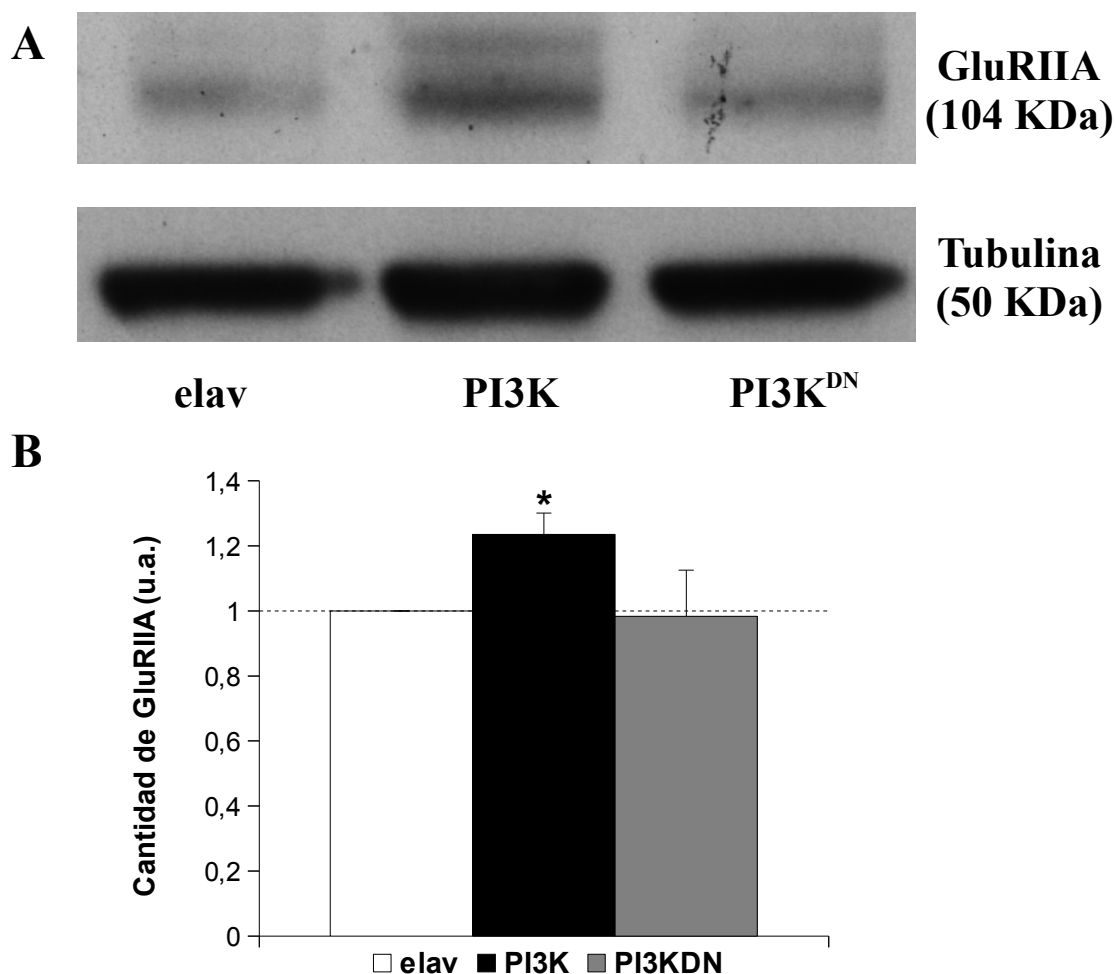 A
GluRIIA
(104 KDa)
Tubulina
(50 KDa)
elav PI3K PI3K^DN
B
Cantidad de GluRIIA (u.a.)
1,4
1,2
1
0,8
0,6
0,4
0,2
0
*
elav PI3K PI3KDN